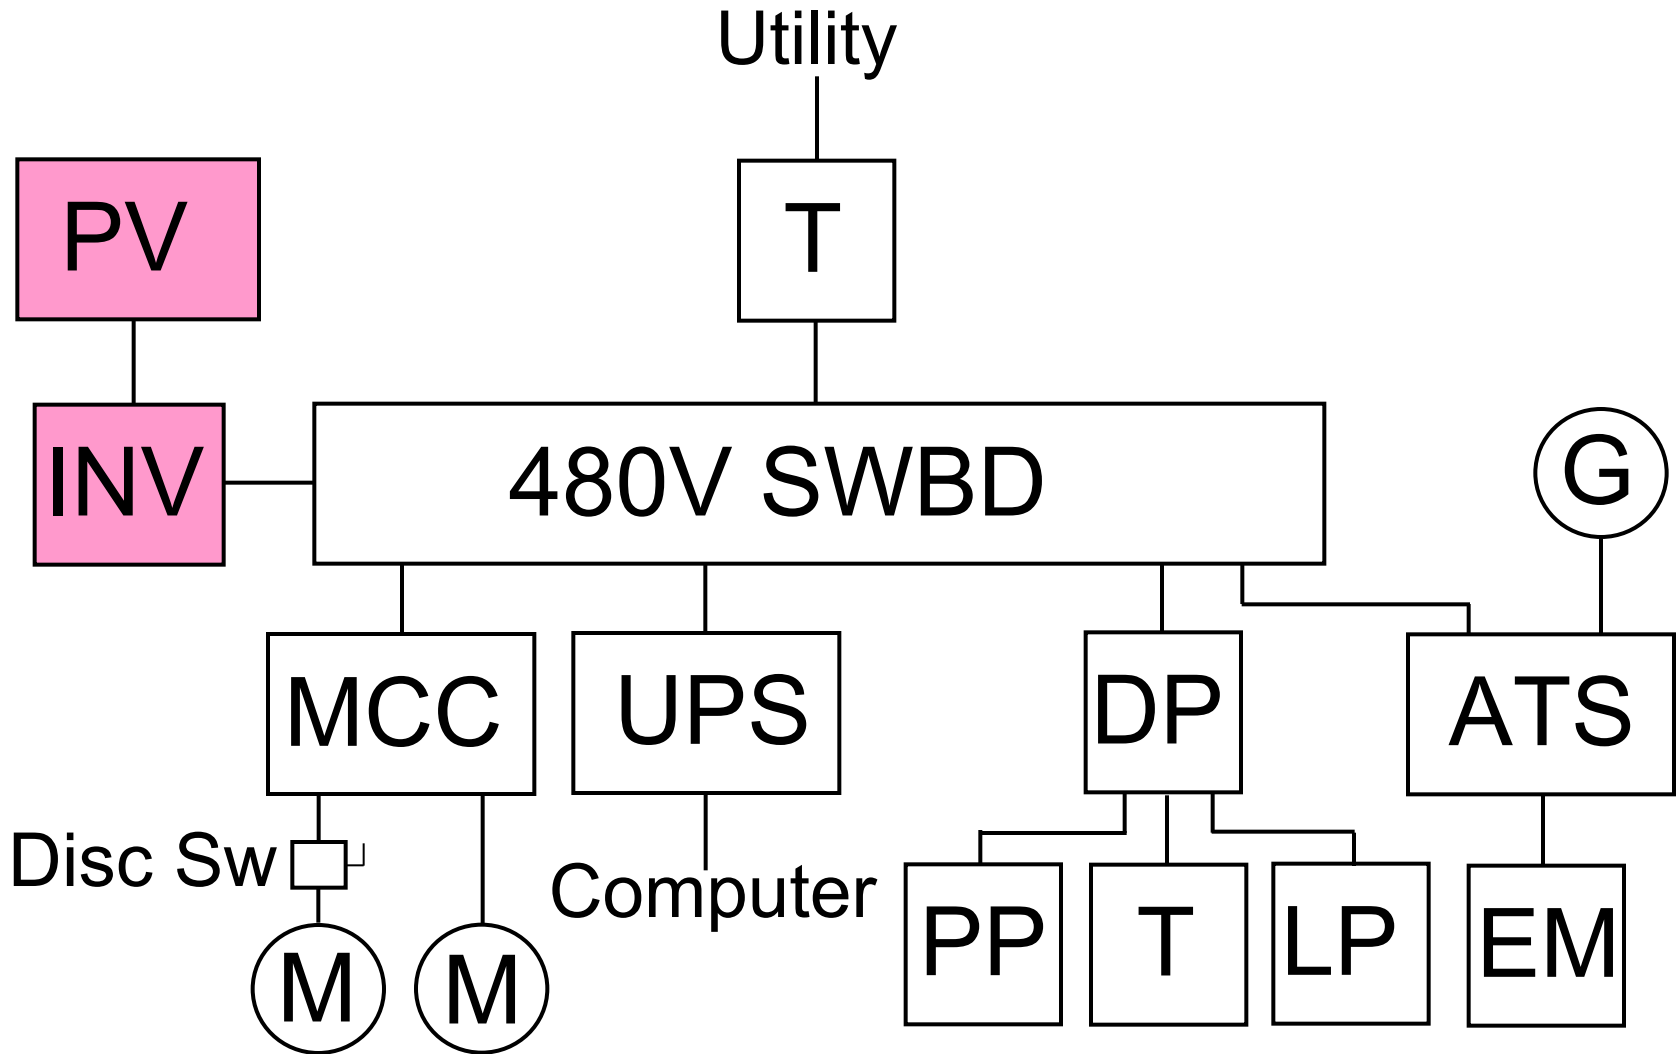 Utility
PV
T
INV
480V SWBD
G
MCC
UPS
DP
ATS
Disc Sw
Computer
PP
T
LP
EM
M
M